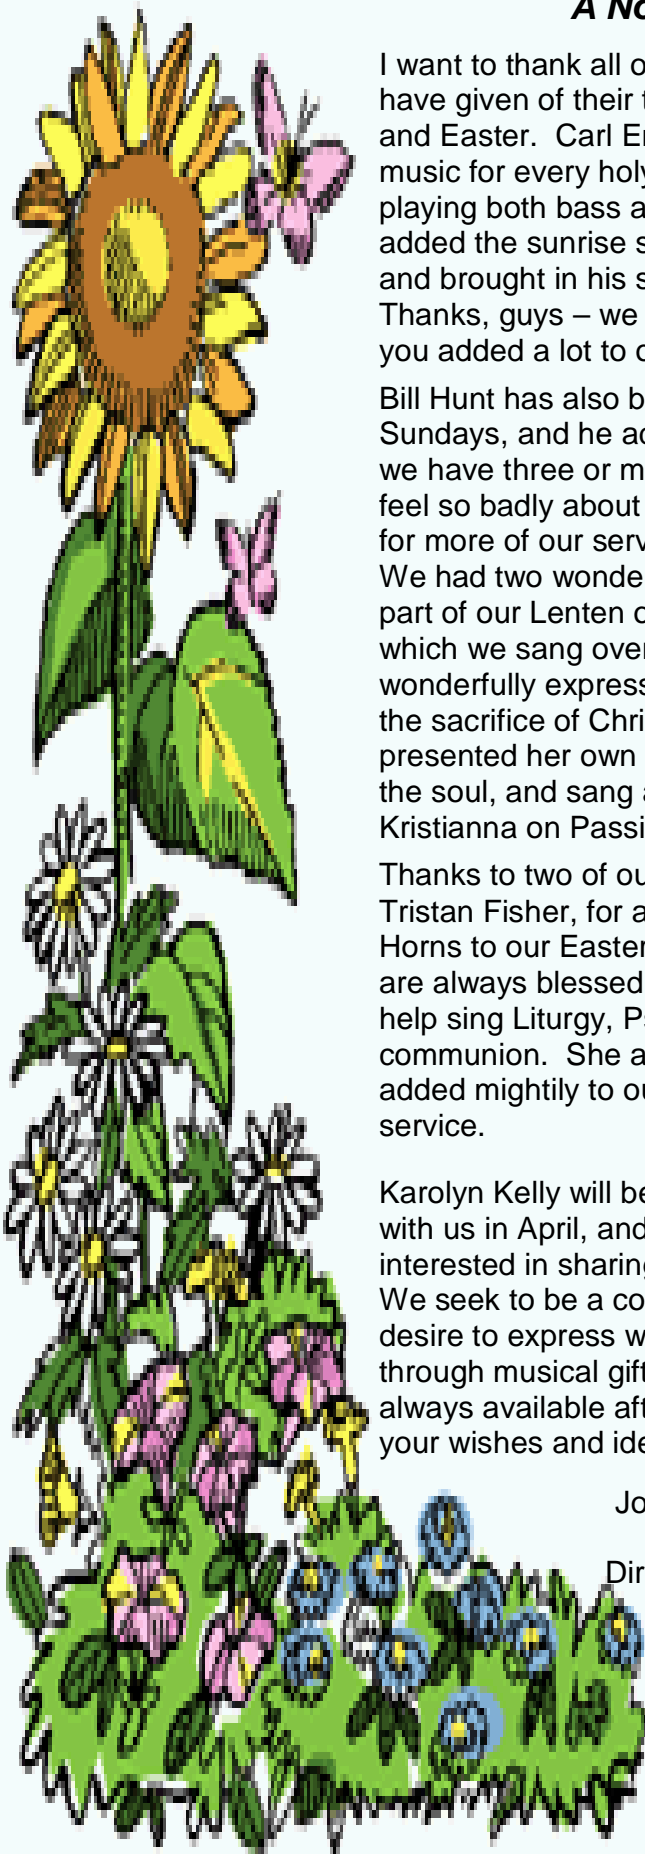 A No
I want to thank all o
have given of their t
and Easter.  Carl Er
music for every holy
playing both bass a
added the sunrise s
and brought in his s
Thanks, guys – we
you added a lot to o
Bill Hunt has also b
Sundays, and he ad
we have three or m
feel so badly about
for more of our serv
We had two wonde
part of our Lenten o
which we sang over
wonderfully express
the sacrifice of Chri
presented her own
the soul, and sang a
Kristianna on Passi
Thanks to two of ou
Tristan Fisher, for a
Horns to our Easter
are always blessed
help sing Liturgy, Ps
communion.  She a
added mightily to ou
service.
Karolyn Kelly will be
with us in April, and
interested in sharing
We seek to be a co
desire to express w
through musical gift
always available aft
your wishes and ide
Jo
Dir